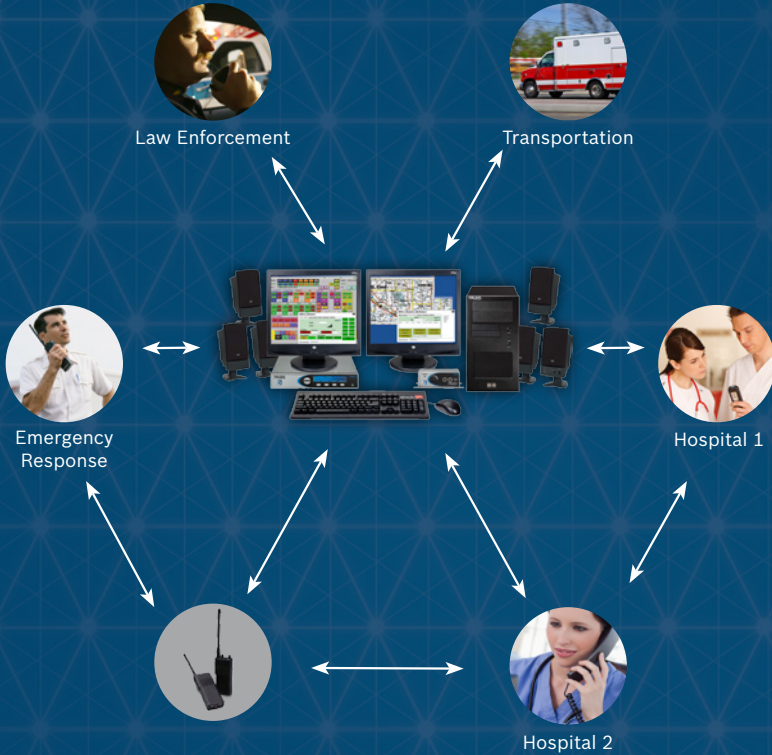 Law Enforcement
Transportation
Emergency
Response
Hospital 1
Hospital 2